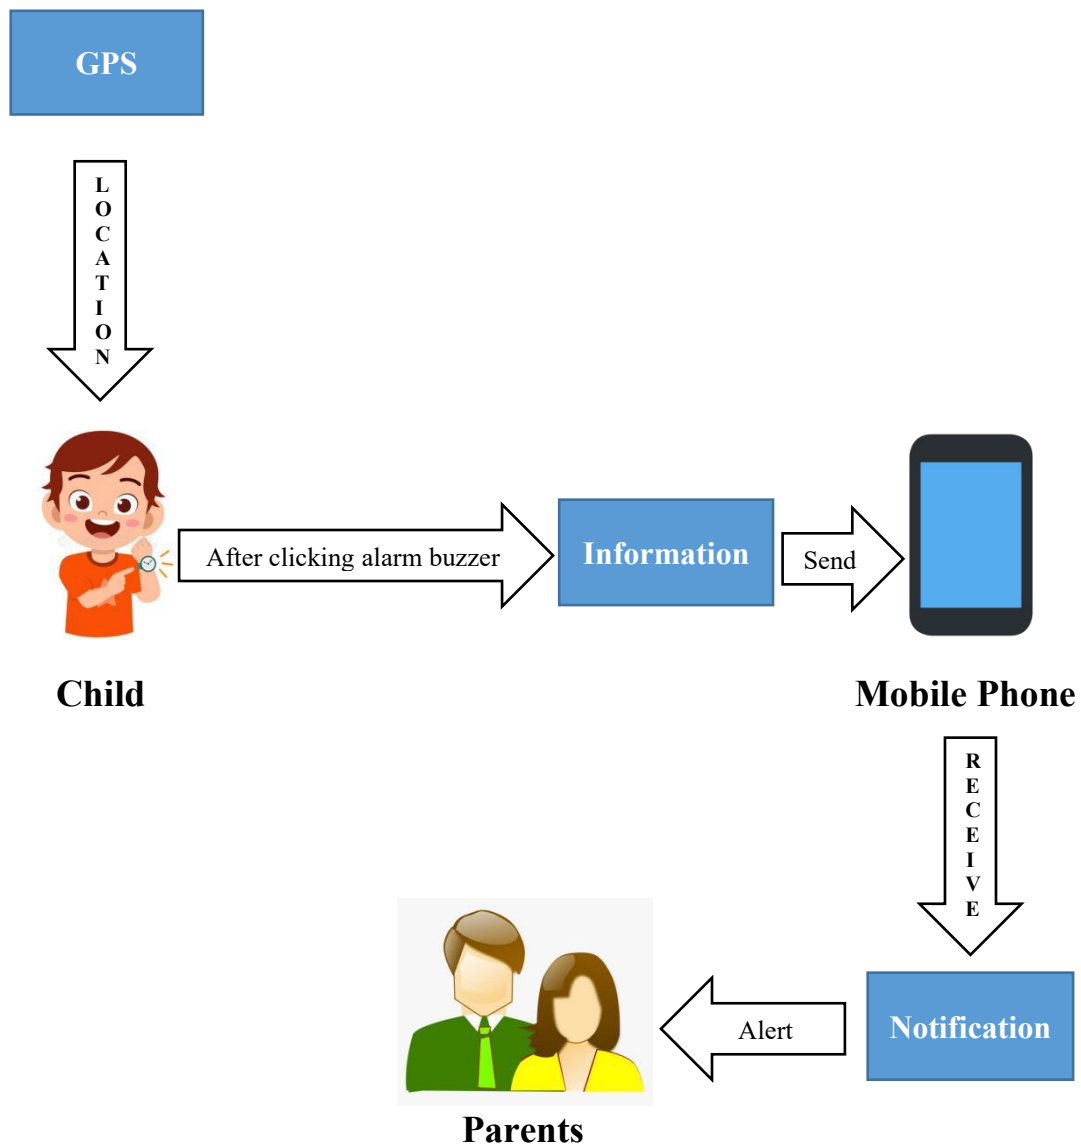 GPS
LOCATION
After clicking alarm buzzer
Information
Send
Child
Mobile Phone
RECEIVE
Alert
Notification
Parents